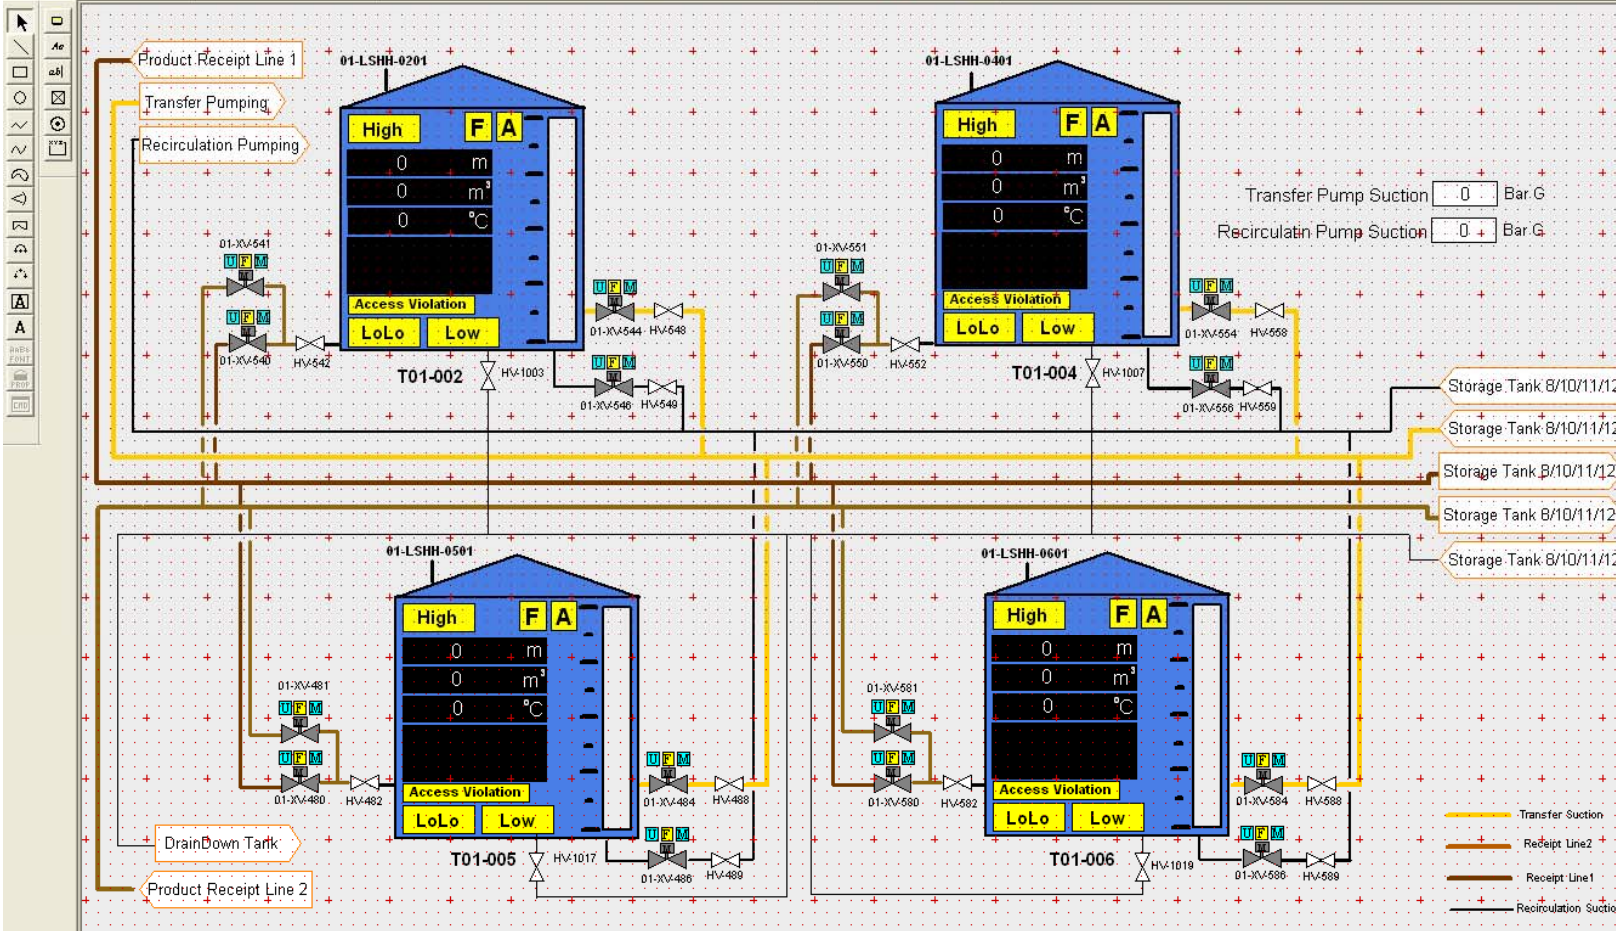 Product Receipt Line 1
Transfer Pumping
Recirculation Pumping
01-LSHH-0201
High
F
A
0 m
0 m³
0 °C
Access Violation
LoLo
Low
T01-002
01-XV-541
U F M
M
U F M
M
01-XV-540
HV-542
HV-1003
U F M
M
01-XV-544
HV-548
U F M
M
01-XV-546
HV-549
01-LSHH-0401
High
F
A
0 m
0 m³
0 °C
Access Violation
LoLo
Low
T01-004
01-XV-551
U F M
M
U F M
M
01-XV-550
HV-552
HV-1007
U F M
M
01-XV-554
HV-558
U F M
M
01-XV-556
HV-559
Transfer Pump Suction 0 Bar G
Recirculatin Pump Suction 0 Bar G
Storage Tank 8/10/11/12
Storage Tank 8/10/11/12
Storage Tank 8/10/11/12
Storage Tank 8/10/11/12
Storage Tank 8/10/11/12
01-LSHH-0501
High
F
A
0 m
0 m³
0 °C
Access Violation
LoLo
Low
T01-005
01-XV-481
U F M
M
U F M
M
01-XV-480
HV-482
HV-1017
U F M
M
01-XV-484
HV-488
U F M
M
01-XV-486
HV-489
01-LSHH-0601
High
F
A
0 m
0 m³
0 °C
Access Violation
LoLo
Low
T01-006
01-XV-581
U F M
M
U F M
M
01-XV-580
HV-582
HV-1019
U F M
M
01-XV-584
HV-588
U F M
M
01-XV-586
HV-589
DrainDown Tank
Product Receipt Line 2
Transfer Suction
Receipt Line2
Receipt Line1
Recirculation Suctio